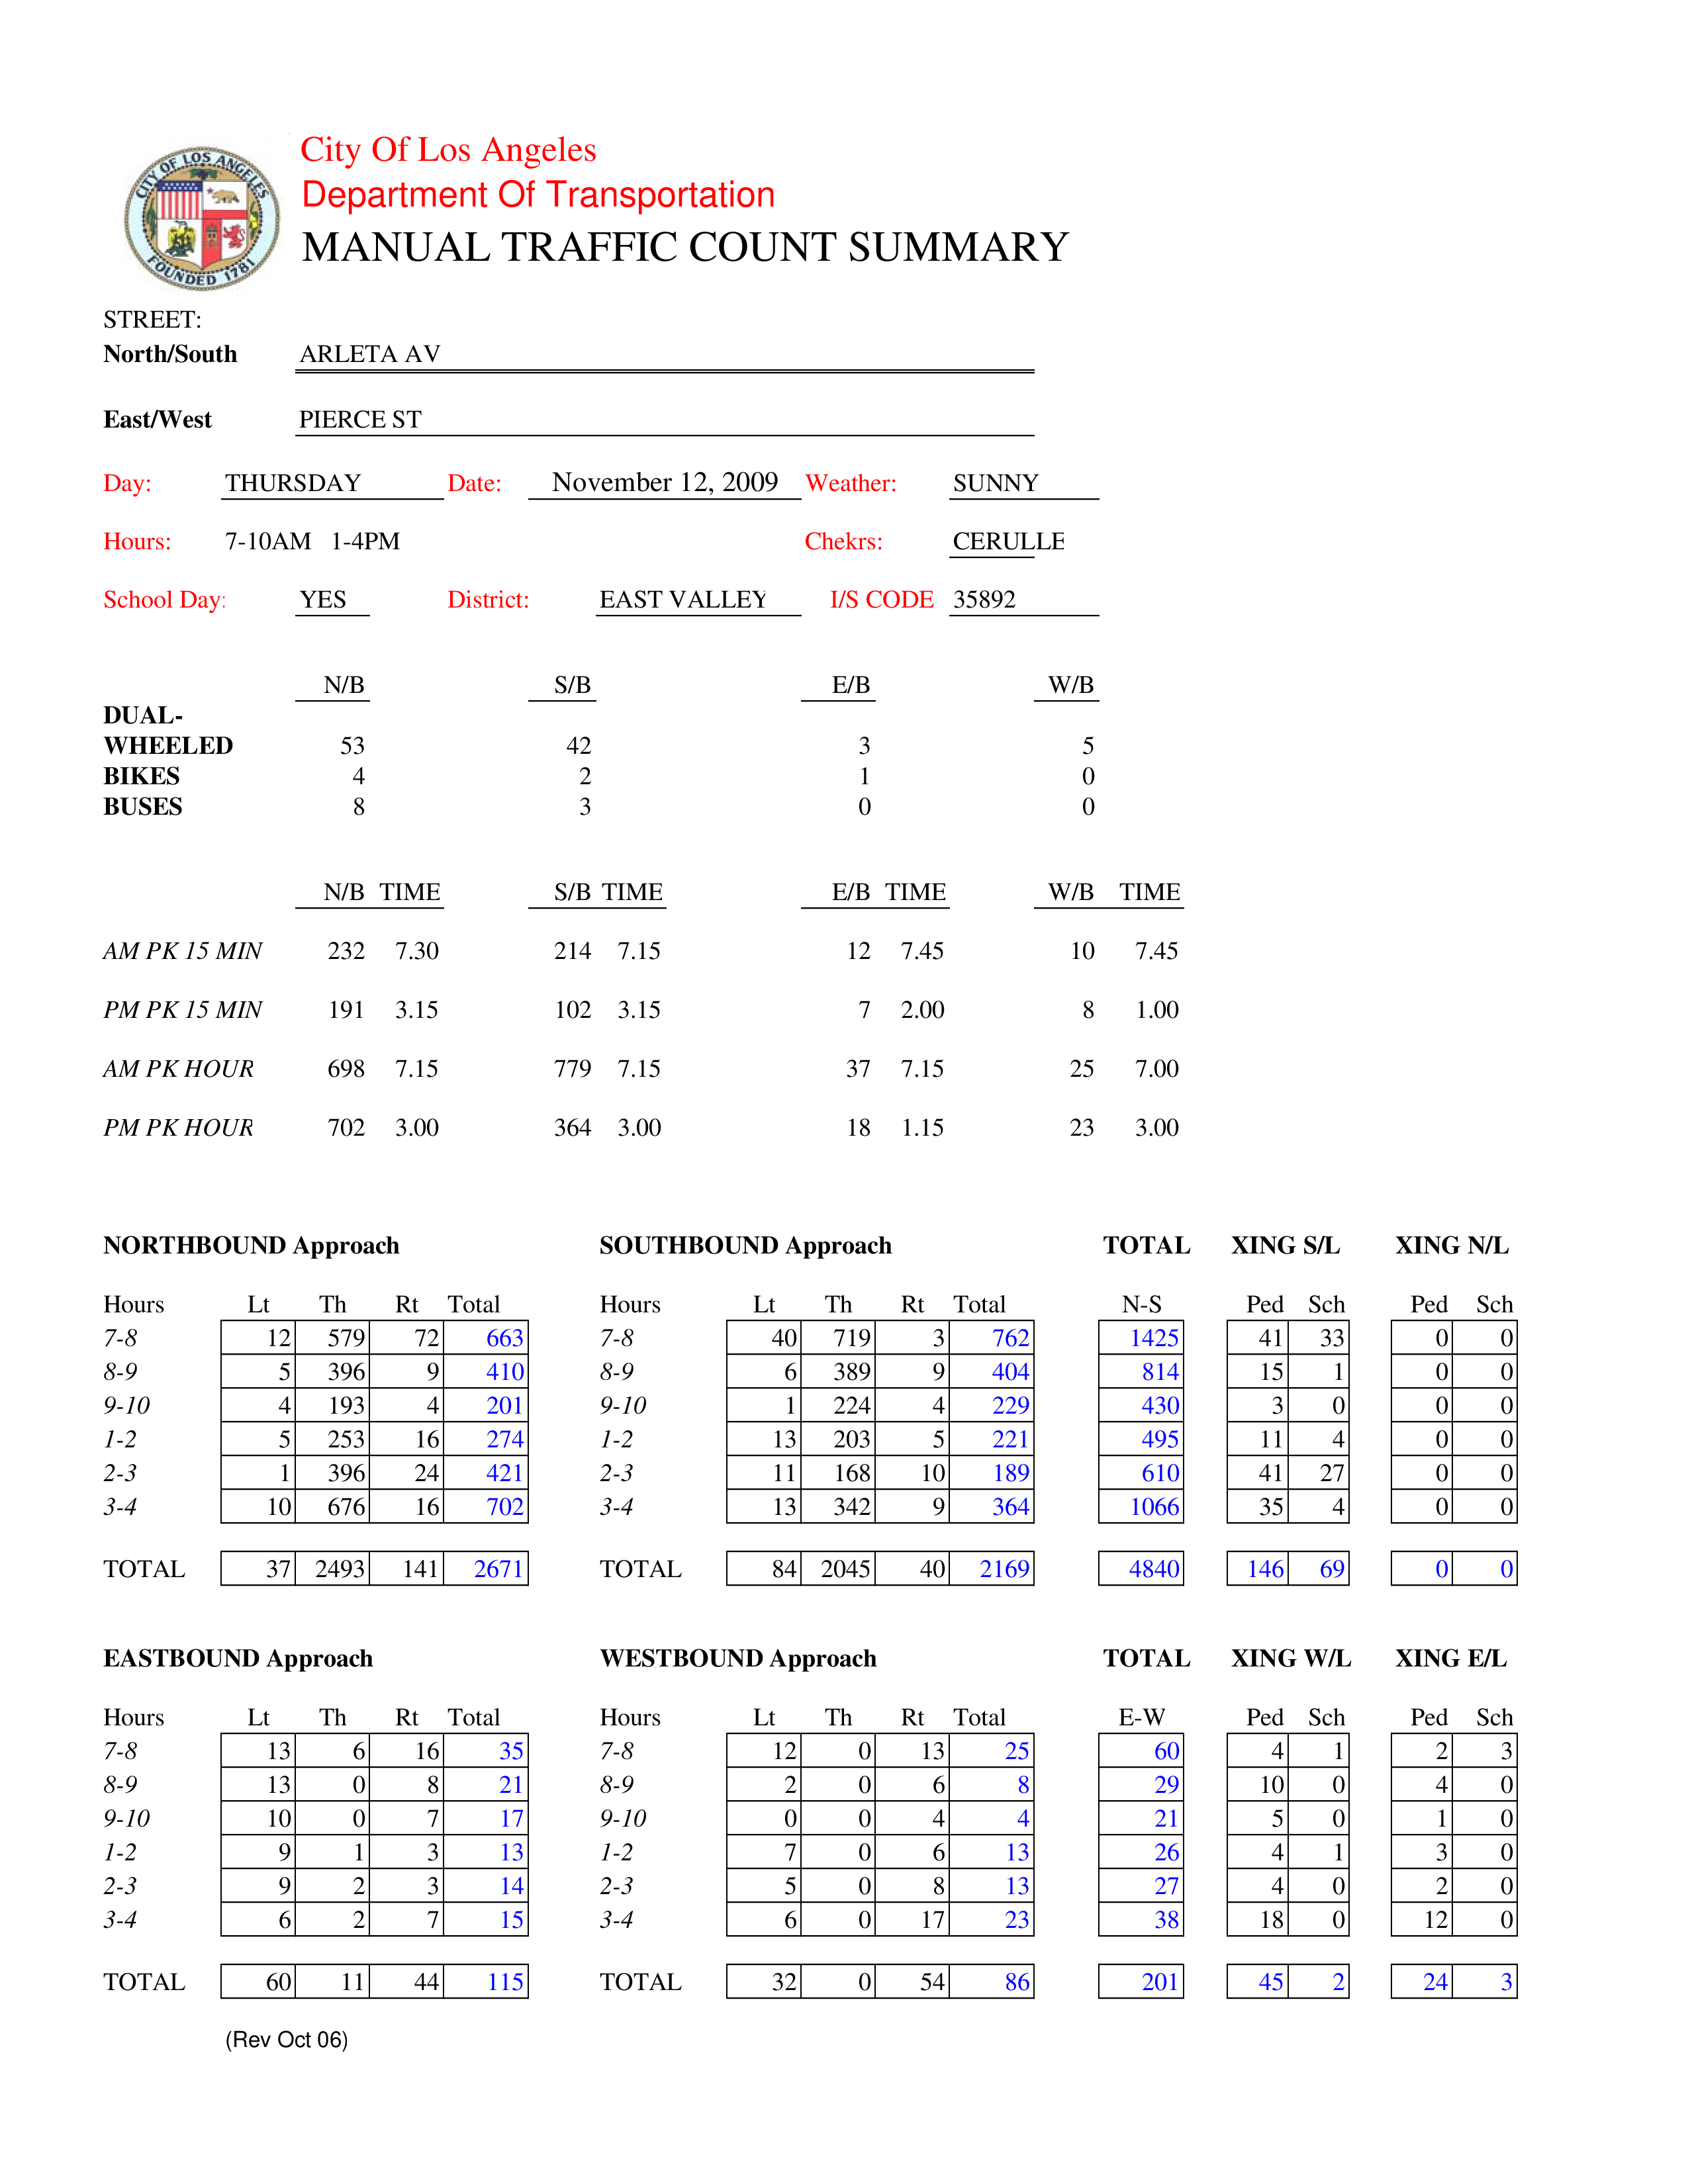 CITY OF LOS ANGELES
FOUNDED 1781
City Of Los Angeles
Department Of Transportation
MANUAL TRAFFIC COUNT SUMMARY
STREET:
North/South ARLETA AV
East/West PIERCE ST
Day: THURSDAY Date: November 12, 2009 Weather: SUNNY
Hours: 7-10AM 1-4PM Chekrs: CERULLE
School Day: YES District: EAST VALLEY I/S CODE 35892
N/B S/B E/B W/B
DUAL-
WHEELED 53 42 3 5
BIKES 4 2 1 0
BUSES 8 3 0 0
N/B TIME S/B TIME E/B TIME W/B TIME
AM PK 15 MIN 232 7.30 214 7.15 12 7.45 10 7.45
PM PK 15 MIN 191 3.15 102 3.15 7 2.00 8 1.00
AM PK HOUR 698 7.15 779 7.15 37 7.15 25 7.00
PM PK HOUR 702 3.00 364 3.00 18 1.15 23 3.00
NORTHBOUND Approach SOUTHBOUND Approach TOTAL XING S/L XING N/L
Hours Lt Th Rt Total Hours Lt Th Rt Total N-S Ped Sch Ped Sch
7-8 12 579 72 663 7-8 40 719 3 762 1425 41 33 0 0
8-9 5 396 9 410 8-9 6 389 9 404 814 15 1 0 0
9-10 4 193 4 201 9-10 1 224 4 229 430 3 0 0 0
1-2 5 253 16 274 1-2 13 203 5 221 495 11 4 0 0
2-3 1 396 24 421 2-3 11 168 10 189 610 41 27 0 0
3-4 10 676 16 702 3-4 13 342 9 364 1066 35 4 0 0
TOTAL 37 2493 141 2671 TOTAL 84 2045 40 2169 4840 146 69 0 0
EASTBOUND Approach WESTBOUND Approach TOTAL XING W/L XING E/L
Hours Lt Th Rt Total Hours Lt Th Rt Total E-W Ped Sch Ped Sch
7-8 13 6 16 35 7-8 12 0 13 25 60 4 1 2 3
8-9 13 0 8 21 8-9 2 0 6 8 29 10 0 4 0
9-10 10 0 7 17 9-10 0 0 4 4 21 5 0 1 0
1-2 9 1 3 13 1-2 7 0 6 13 26 4 1 3 0
2-3 9 2 3 14 2-3 5 0 8 13 27 4 0 2 0
3-4 6 2 7 15 3-4 6 0 17 23 38 18 0 12 0
TOTAL 60 11 44 115 TOTAL 32 0 54 86 201 45 2 24 3
(Rev Oct 06)